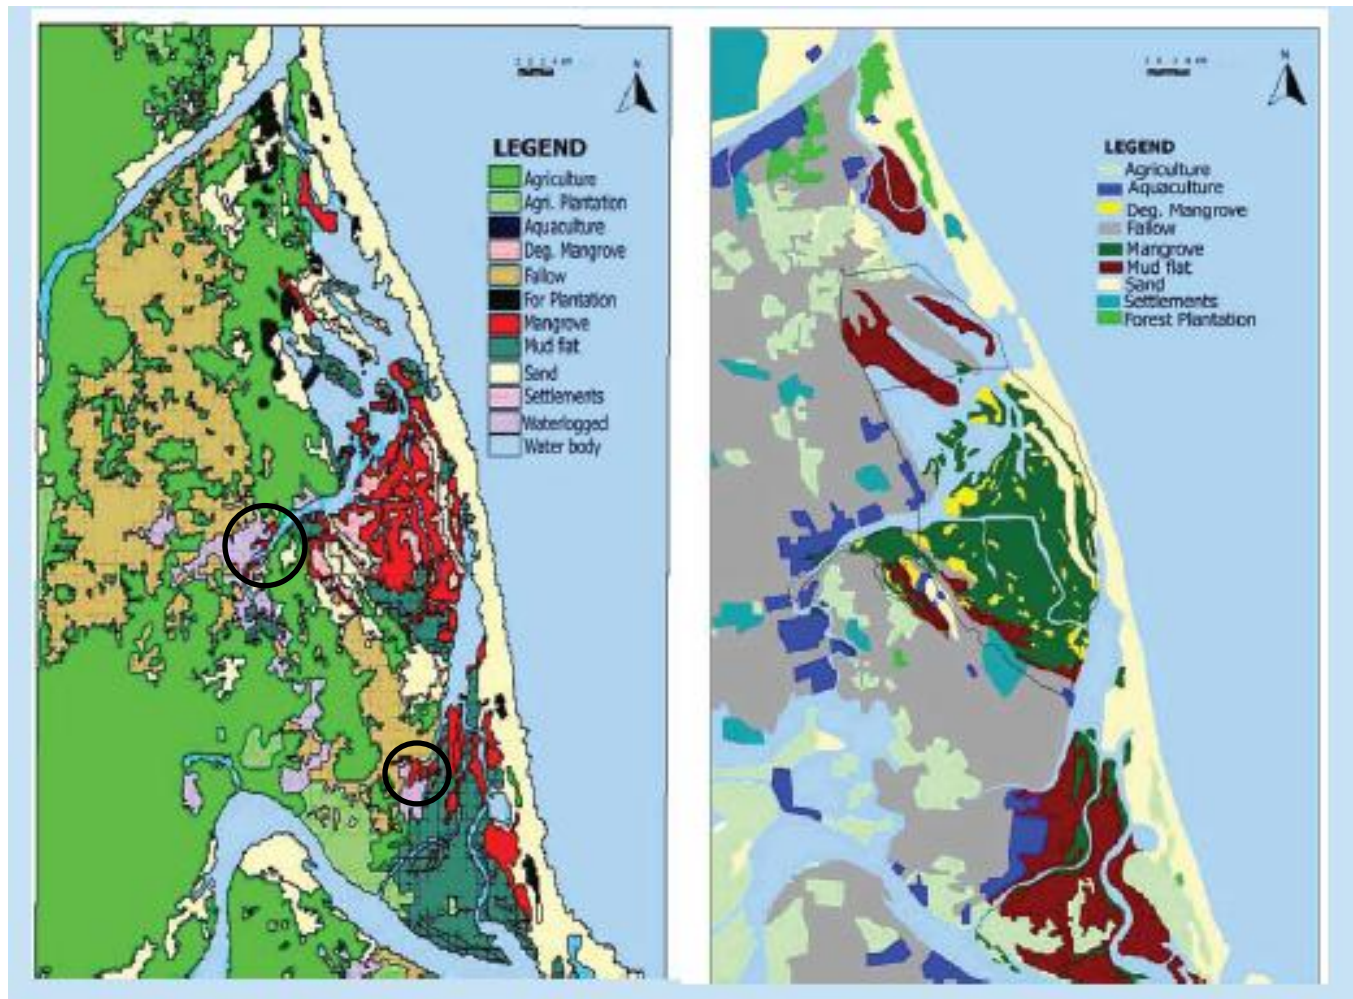 N
LEGEND
Agriculture
Agri. Plantation
Aquaculture
Deg. Mangrove
Fallow
For Plantation
Mangrove
Mud flat
Sand
Settlements
Waterlogged
Water body
N
LEGEND
Agriculture
Aquaculture
Deg. Mangrove
Fallow
Mangrove
Mud flat
Sand
Settlements
Forest Plantation